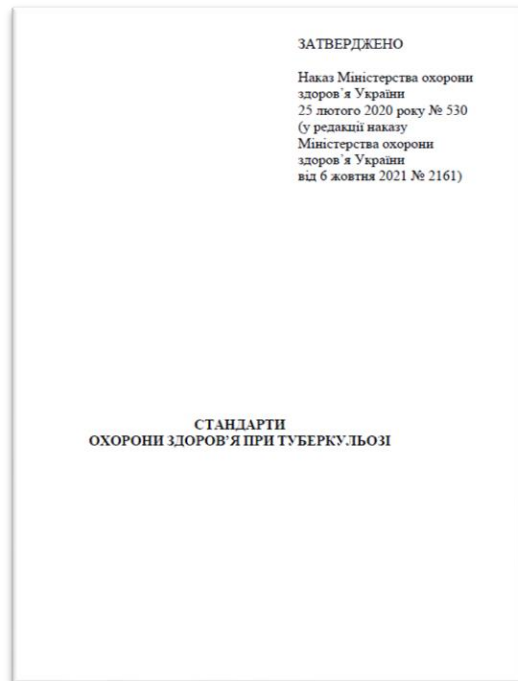 ЗАТВЕРДЖЕНО
Наказ Міністерства охорони
здоров`я України
25 лютого 2020 року № 530
(у редакції наказу
Міністерства охорони
здоров`я України
від 6 жовтня 2021 № 2161)
СТАНДАРТИ
ОХОРОНИ ЗДОРОВ’Я ПРИ ТУБЕРКУЛЬОЗІ